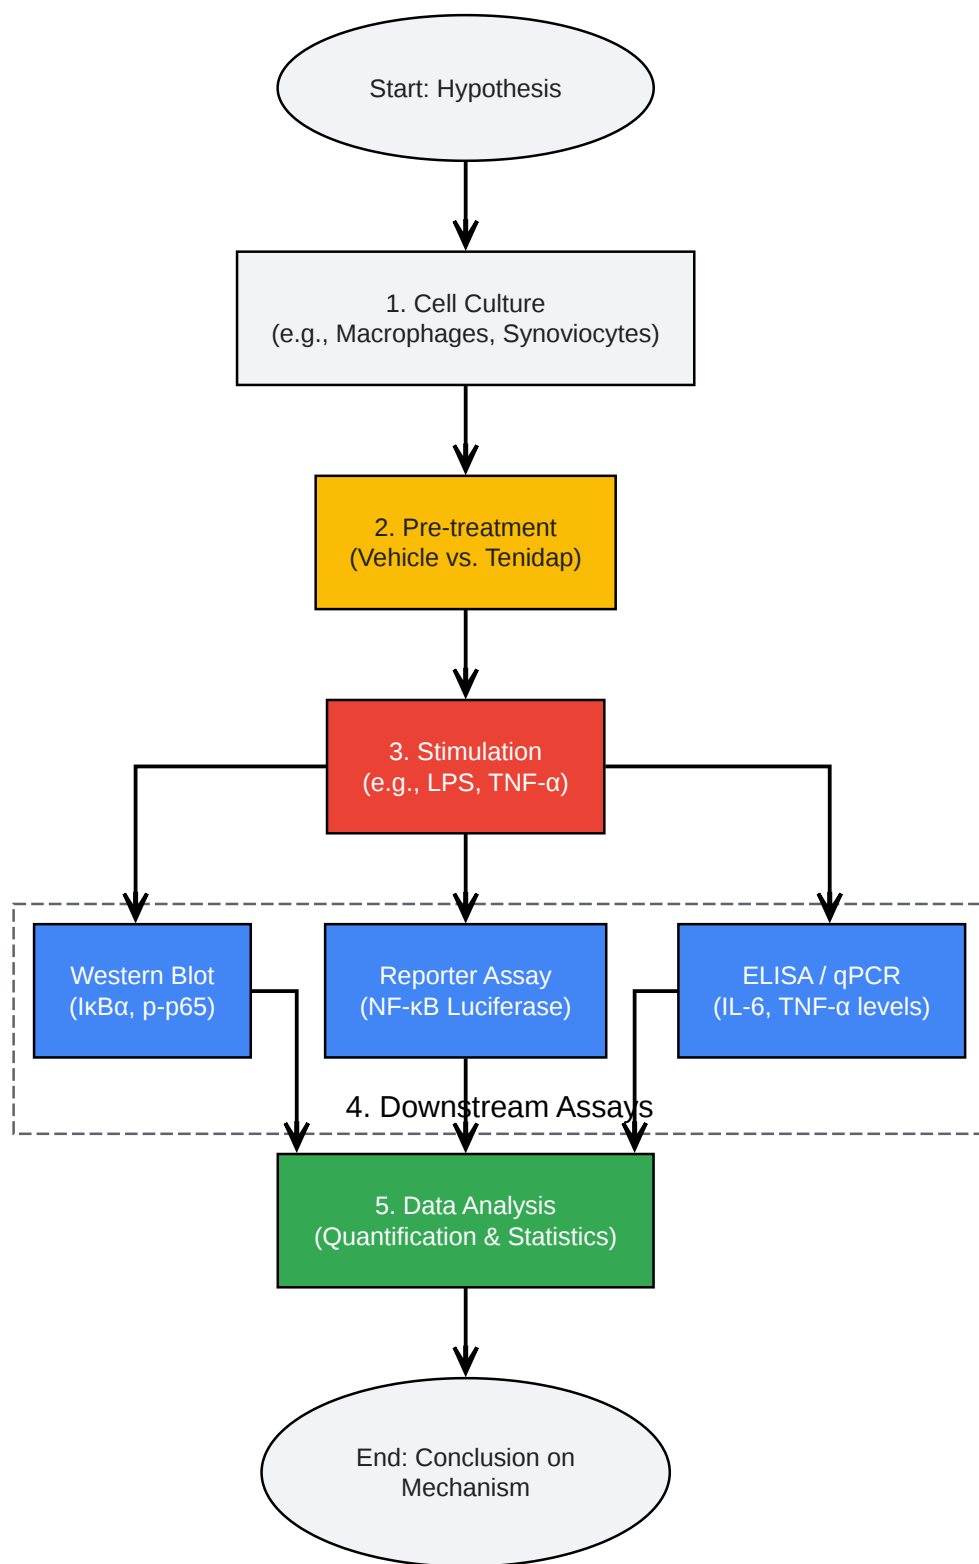 Start: Hypothesis
1. Cell Culture
(e.g., Macrophages, Synoviocytes)
2. Pre-treatment
(Vehicle vs. Tenidap)
3. Stimulation
(e.g., LPS, TNF-α)
Western Blot
(IκBα, p-p65)
Reporter Assay
(NF-κB Luciferase)
ELISA / qPCR
(IL-6, TNF-α levels)
4. Downstream Assays
5. Data Analysis
(Quantification & Statistics)
End: Conclusion on
Mechanism